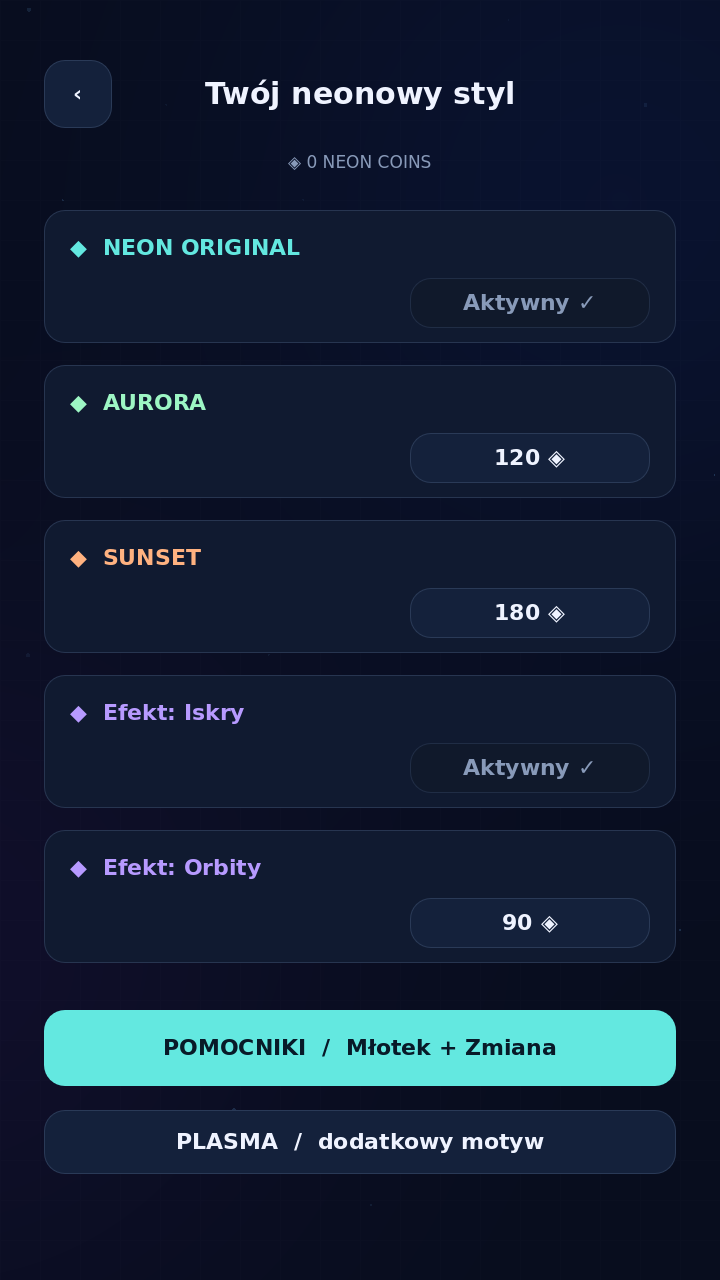 ‹
Twój neonowy styl
◈ 0 NEON COINS
◆ NEON ORIGINAL
Aktywny ✓
◆ AURORA
120 ◈
◆ SUNSET
180 ◈
◆ Efekt: Iskry
Aktywny ✓
◆ Efekt: Orbity
90 ◈
POMOCNIKI / Młotek + Zmiana
PLASMA / dodatkowy motyw